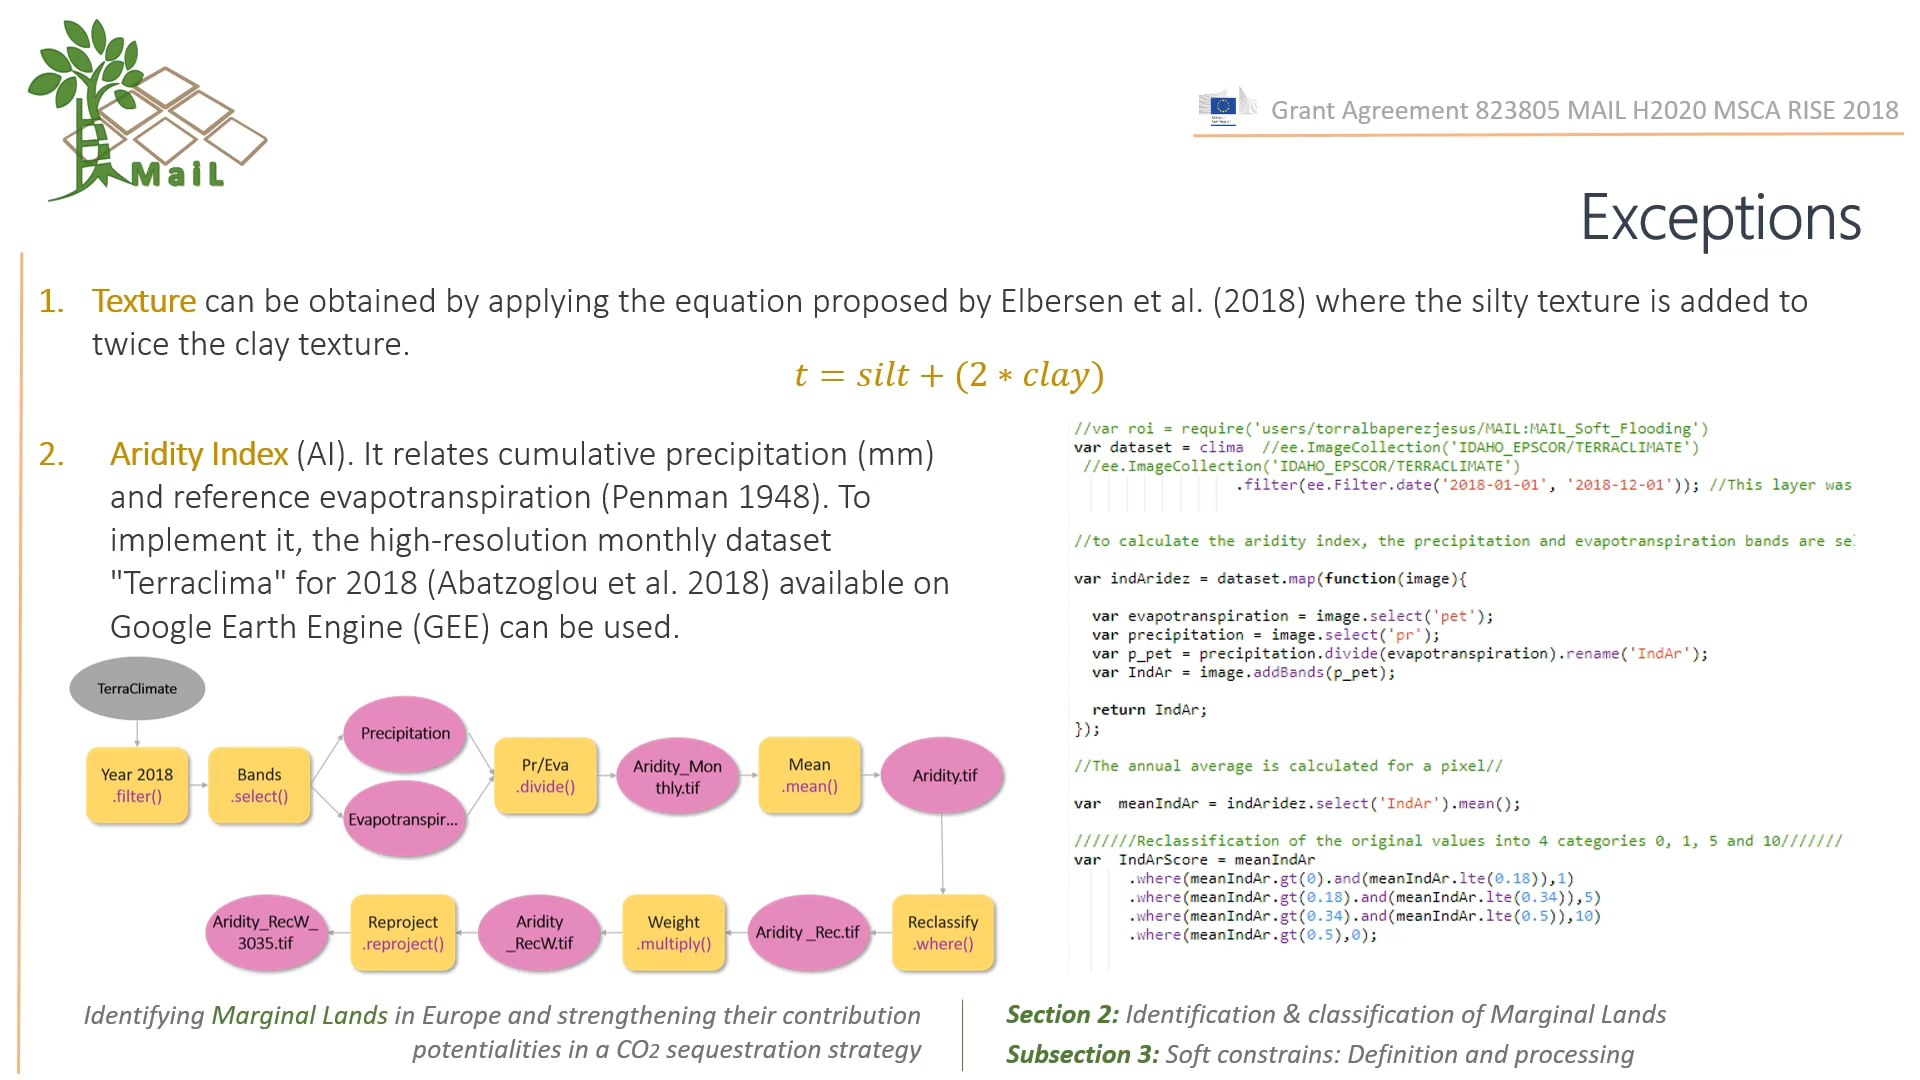 MaiL
Grant Agreement 823805 MAIL H2020 MSCA RISE 2018
Exceptions
1. Texture can be obtained by applying the equation proposed by Elbersen et al. (2018) where the silty texture is added to
twice the clay texture.
t = silt + (2 ∗ clay)
2. Aridity Index (AI). It relates cumulative precipitation (mm)
and reference evapotranspiration (Penman 1948). To
implement it, the high-resolution monthly dataset
"Terraclima" for 2018 (Abatzoglou et al. 2018) available on
Google Earth Engine (GEE) can be used.
TerraClimate
Year 2018
.filter()
Bands
.select()
Precipitation
Evapotranspir...
Pr/Eva
.divide()
Aridity_Mon
thly.tif
Mean
.mean()
Aridity.tif
Reclassify
.where()
Aridity _Rec.tif
Weight
.multiply()
Aridity
_RecW.tif
Reproject
.reproject()
Aridity_RecW_
3035.tif
//var roi = require('users/torralbaperezjesus/MAIL:MAIL_Soft_Flooding')
var dataset = clima //ee.ImageCollection('IDAHO_EPSCOR/TERRACLIMATE')
//ee.ImageCollection('IDAHO_EPSCOR/TERRACLIMATE')
.filter(ee.Filter.date('2018-01-01', '2018-12-01')); //This layer was
//to calculate the aridity index, the precipitation and evapotranspiration bands are se
var indAridez = dataset.map(function(image){
var evapotranspiration = image.select('pet');
var precipitation = image.select('pr');
var p_pet = precipitation.divide(evapotranspiration).rename('IndAr');
var IndAr = image.addBands(p_pet);
return IndAr;
});
//The annual average is calculated for a pixel//
var meanIndAr = indAridez.select('IndAr').mean();
///////Reclassification of the original values into 4 categories 0, 1, 5 and 10///////
var IndArScore = meanIndAr
.where(meanIndAr.gt(0).and(meanIndAr.lte(0.18)),1)
.where(meanIndAr.gt(0.18).and(meanIndAr.lte(0.34)),5)
.where(meanIndAr.gt(0.34).and(meanIndAr.lte(0.5)),10)
.where(meanIndAr.gt(0.5),0);
Identifying Marginal Lands in Europe and strengthening their contribution
potentialities in a CO2 sequestration strategy
Section 2: Identification & classification of Marginal Lands
Subsection 3: Soft constrains: Definition and processing